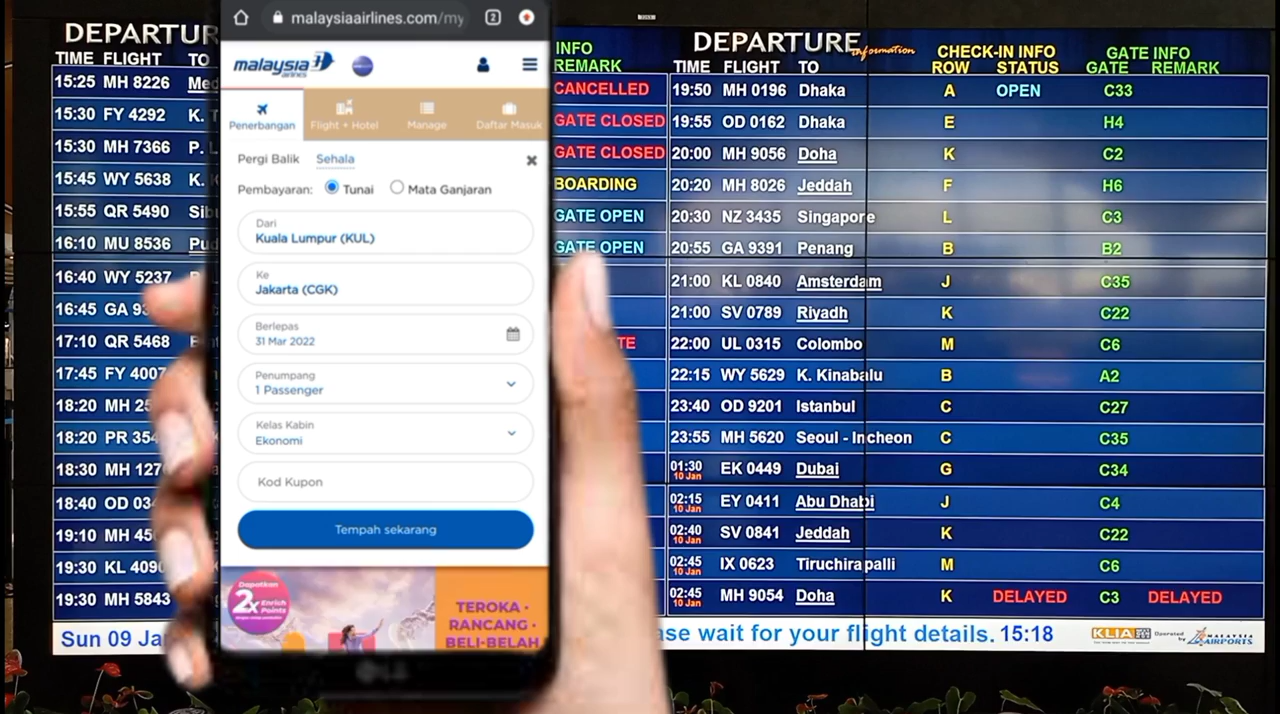 malaysiaairlines.com/my
2
malaysia
airlines
Penerbangan
Flight + Hotel
Manage
Daftar Masuk
Pergi Balik Sehala
Pembayaran: Tunai Mata Ganjaran
Dari
Kuala Lumpur (KUL)
Ke
Jakarta (CGK)
Berlepas
31 Mar 2022
Penumpang
1 Passenger
Kelas Kabin
Ekonomi
Kod Kupon
Tempah sekarang
Dapatkan
2x Enrich
Points
TEROKA ·
RANCANG ·
BELI-BELAH
LG
DEPARTUR
TIME FLIGHT TO
15:25 MH 8226 Med
15:30 FY 4292 K.
15:30 MH 7366 P.
15:45 WY 5638 K.
15:55 QR 5490 Sib
16:10 MU 8536 Pud
16:40 WY 5237
16:45 GA
17:10 QR 5468
17:45 FY 4007
18:20 MH
18:20 PR 354
18:30 MH 127
18:40 OD 03
19:10 MH 45
19:30 KL 4090
19:30 MH 5843
INFO
REMARK
CANCELLED
GATE CLOSED
GATE CLOSED
BOARDING
GATE OPEN
GATE OPEN
TE
DEPARTURE information CHECK-IN INFO GATE INFO
TIME FLIGHT TO ROW STATUS GATE REMARK
19:50 MH 0196 Dhaka A OPEN C33
19:55 OD 0162 Dhaka E H4
20:00 MH 9056 Doha K C2
20:20 MH 8026 Jeddah F H6
20:30 NZ 3435 Singapore L C3
20:55 GA 9391 Penang B B2
21:00 KL 0840 Amsterdam J C35
21:00 SV 0789 Riyadh K C22
22:00 UL 0315 Colombo M C6
22:15 WY 5629 K. Kinabalu B A2
23:40 OD 9201 Istanbul C C27
23:55 MH 5620 Seoul - Incheon C C35
01:30 10 Jan EK 0449 Dubai G C34
02:15 10 Jan EY 0411 Abu Dhabi J C4
02:40 10 Jan SV 0841 Jeddah K C22
02:45 10 Jan IX 0623 Tiruchirapalli M C6
02:45 10 Jan MH 9054 Doha K DELAYED C3 DELAYED
Sun 09 Ja
ase wait for your flight details. 15:18
KLIA Operated by MALAYSIA AIRPORTS